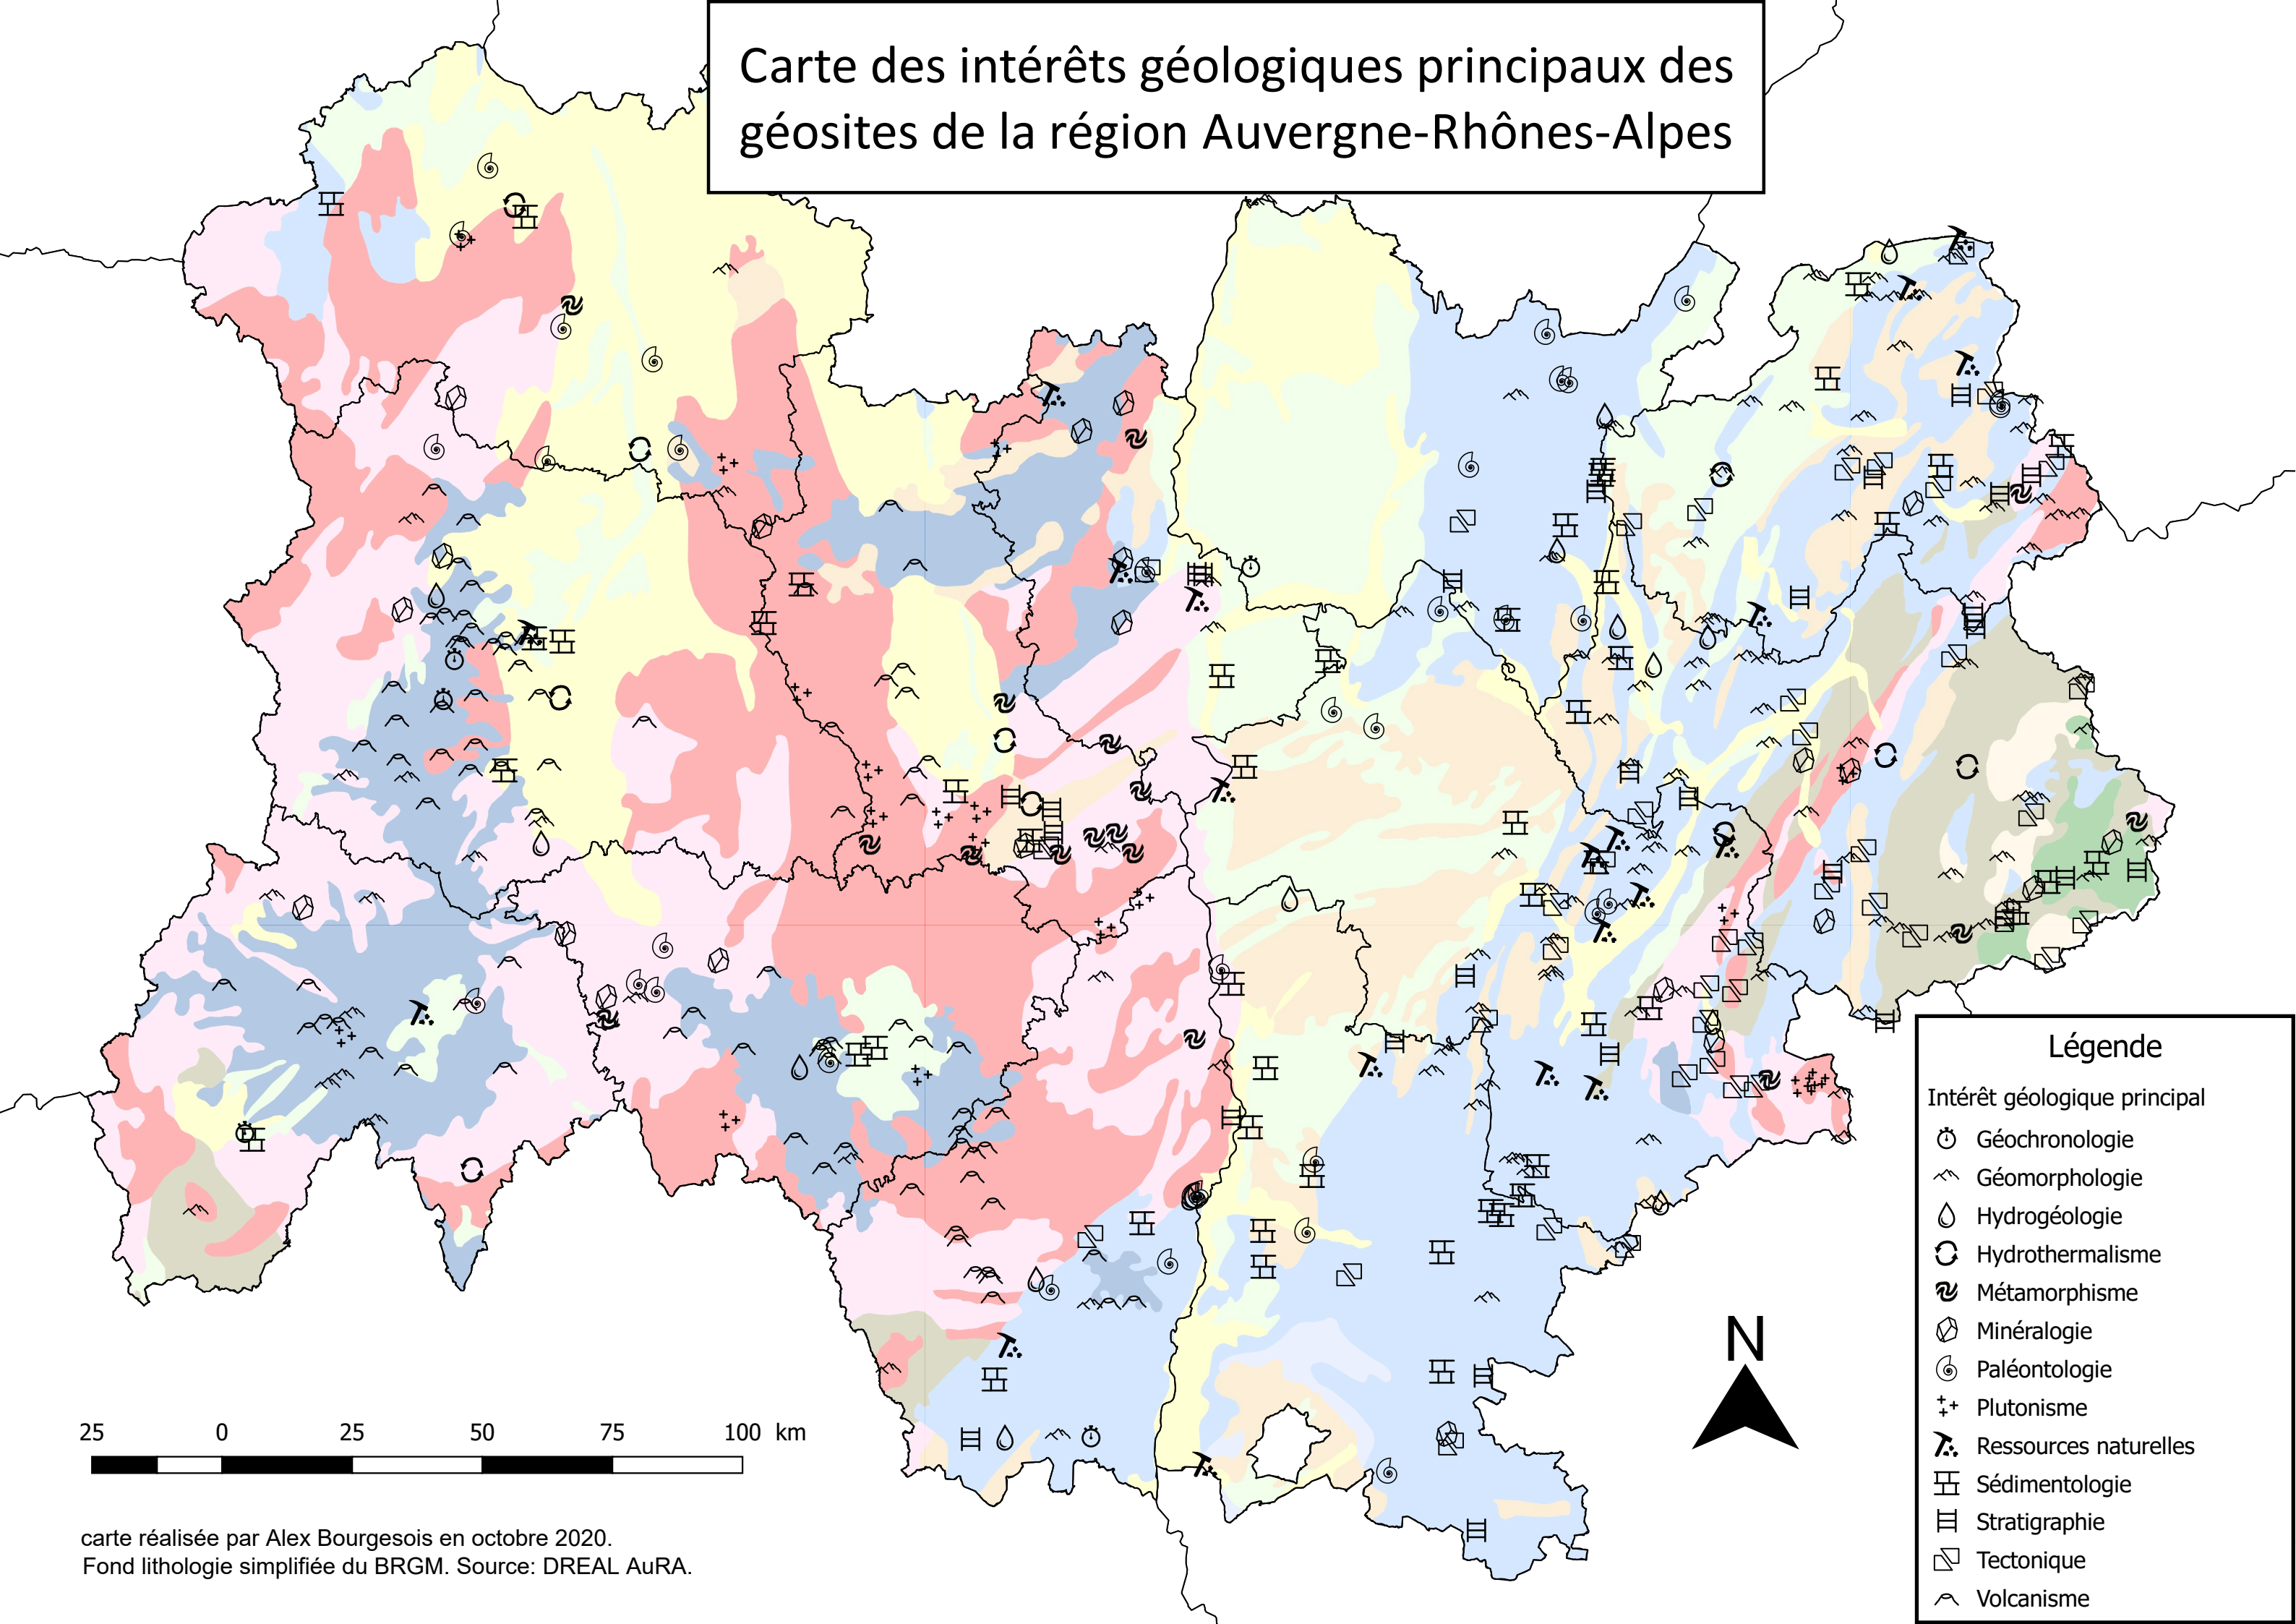 Carte des intérêts géologiques principaux des
géosites de la région Auvergne-Rhônes-Alpes
Légende
Intérêt géologique principal
Géochronologie
Géomorphologie
Hydrogéologie
Hydrothermalisme
Métamorphisme
Minéralogie
Paléontologie
Plutonisme
Ressources naturelles
Sédimentologie
Stratigraphie
Tectonique
Volcanisme
N
25 0 25 50 75 100 km
carte réalisée par Alex Bourgesois en octobre 2020.
Fond lithologie simplifiée du BRGM. Source: DREAL AuRA.